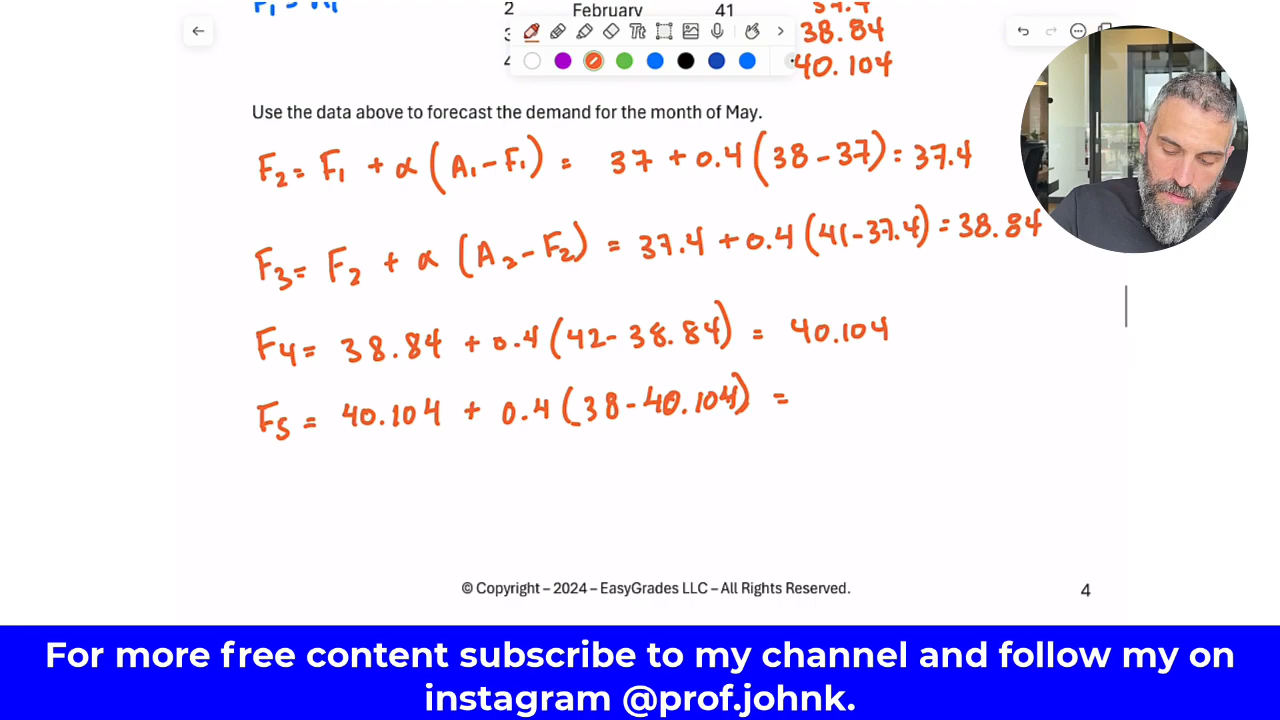 2 February 41
38.84
40.104
Use the data above to forecast the demand for the month of May.
F2 = F1 + α (A1 - F1) = 37 + 0.4 (38 - 37) = 37.4
F3 = F2 + α (A2 - F2) = 37.4 + 0.4 (41 - 37.4) = 38.84
F4 = 38.84 + 0.4 (42 - 38.84) = 40.104
F5 = 40.104 + 0.4 (38 - 40.104) =
© Copyright – 2024 – EasyGrades LLC – All Rights Reserved. 4
For more free content subscribe to my channel and follow my on
instagram @prof.johnk.